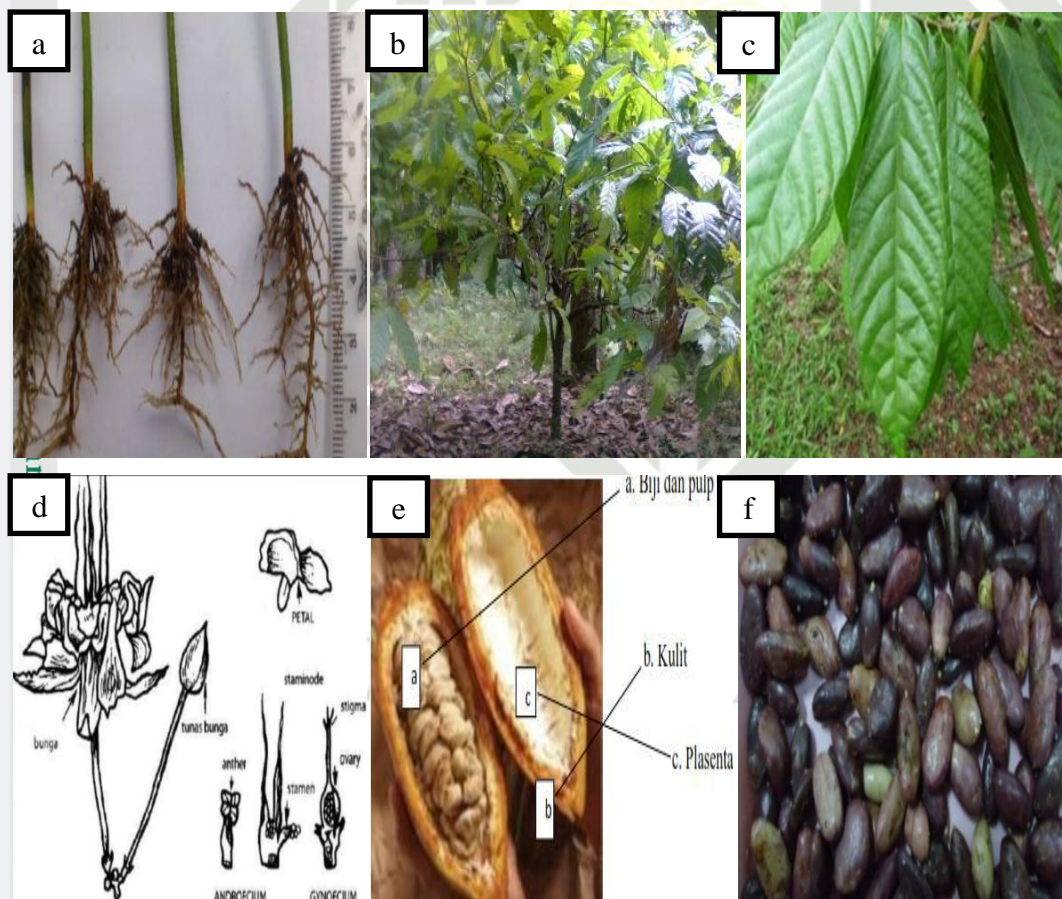 a
b
c
d
e
f
PETAL
bunga
tunas bunga
staminode
stigma
ovary
anther
stamen
ANDROECIUM
GYNOECIUM
a. Biji dan pulp
a
b. Kulit
c
c. Plasenta
b